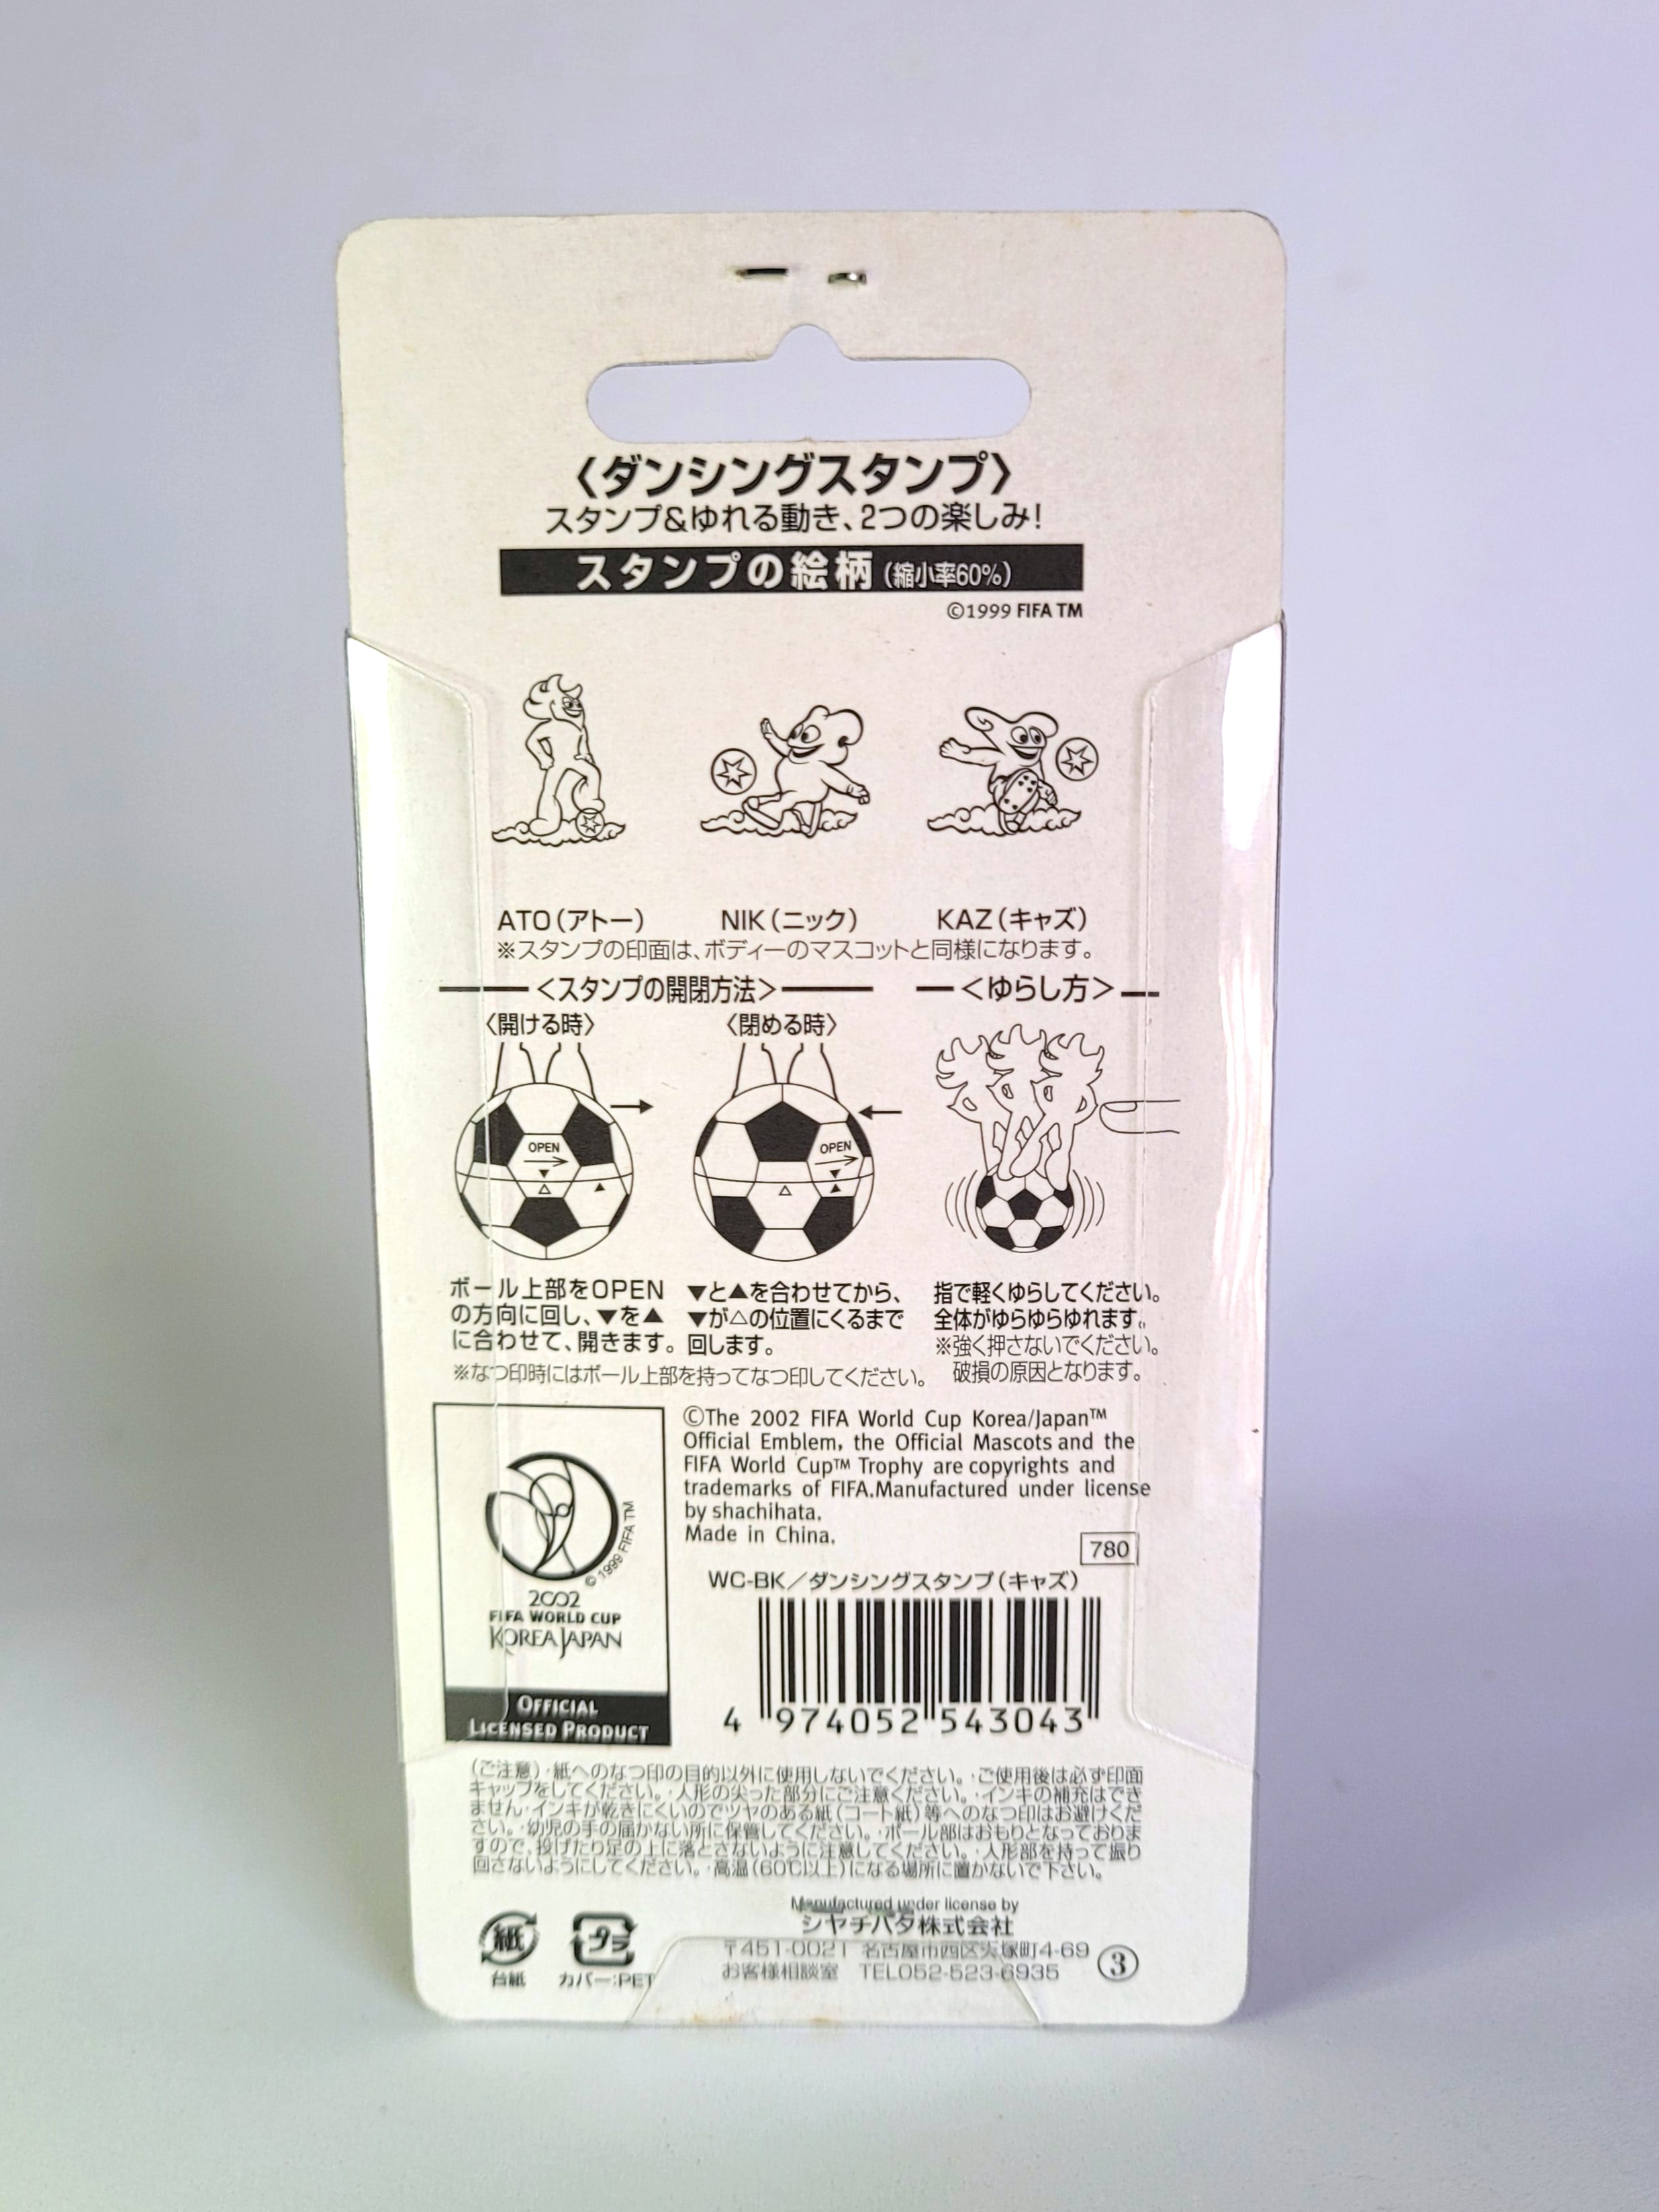 〈ダンシングスタンプ〉
スタンプ&ゆれる動き、2つの楽しみ!
スタンプの絵柄(縮小率60%)
©1999 FIFA TM
ATO(アトー) NIK(ニック) KAZ(キャズ)
※スタンプの印面は、ボディーのマスコットと同様になります。
<スタンプの開閉方法> <ゆらし方>
〈開ける時〉 〈閉める時〉
OPEN OPEN
ボール上部をOPEN
の方向に回し、▼を▲
に合わせて、開きます。
▼と▲を合わせてから、
▼が△の位置にくるまで
回します。
※なつ印時にはボール上部を持ってなつ印してください。
指で軽くゆらしてください。
全体がゆらゆらゆれます。
※強く押さないでください。
破損の原因となります。
©1999 FIFA TM
2002
FIFA WORLD CUP
KOREA JAPAN
OFFICIAL
LICENSED PRODUCT
©The 2002 FIFA World Cup Korea/Japan™
Official Emblem, the Official Mascots and the
FIFA World Cup™ Trophy are copyrights and
trademarks of FIFA.Manufactured under license
by shachihata.
Made in China.
780
WC-BK/ダンシングスタンプ(キャズ)
4 974052 543043
(ご注意)・紙へのなつ印の目的以外に使用しないでください。・ご使用後は必ず印面
キャップをしてください。・人形の尖った部分にご注意ください。・インキの補充はでき
ません・インキが乾きにくいのでツヤのある紙(コート紙)等へのなつ印はお避けくだ
さい。・幼児の手の届かない所に保管してください。・ボール部はおもりとなっておりま
すので、投げたり足の上に落とさないように注意してください。・人形部を持って振り
回さないようにしてください。・高温(60℃以上)になる場所に置かないで下さい。
紙
台紙
プラ
カバー:PET
Manufactured under license by
シヤチハタ株式会社
〒451-0021 名古屋市西区天塚町4-69
お客様相談室 TEL052-523-6935
③